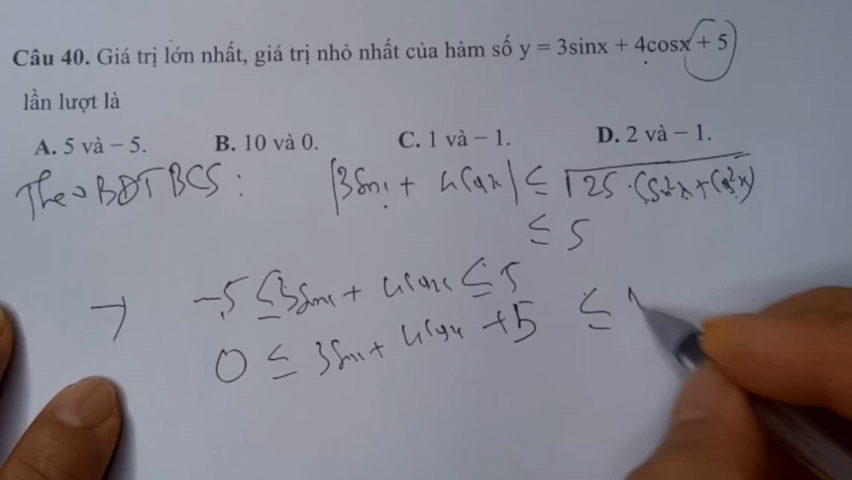 Câu 40. Giá trị lớn nhất, giá trị nhỏ nhất của hàm số y = 3sinx + 4cosx + 5
lần lượt là
A. 5 và – 5. B. 10 và 0. C. 1 và – 1. D. 2 và – 1.
Theo BĐT BCS : |3sinx + 4cosx| ≤ √25 . (sin²x + cos²x)
≤ 5
→ -5 ≤ 3sinx + 4cosx ≤ 5
0 ≤ 3sinx + 4cosx + 5 ≤ 1